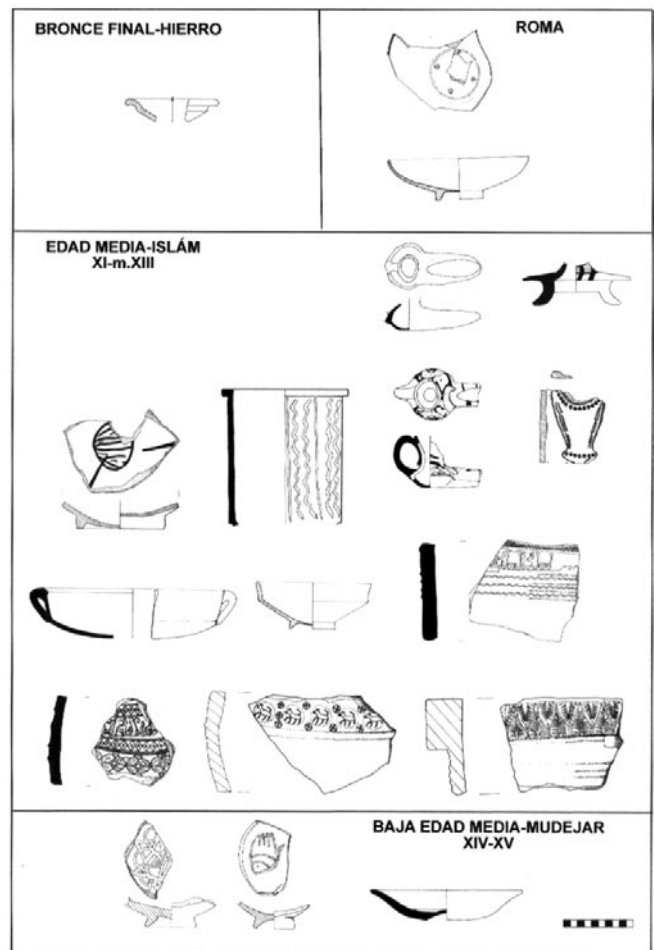 BRONCE FINAL-HIERRO
ROMA
EDAD MEDIA-ISLÁM
XI-m.XIII
BAJA EDAD MEDIA-MUDEJAR
XIV-XV